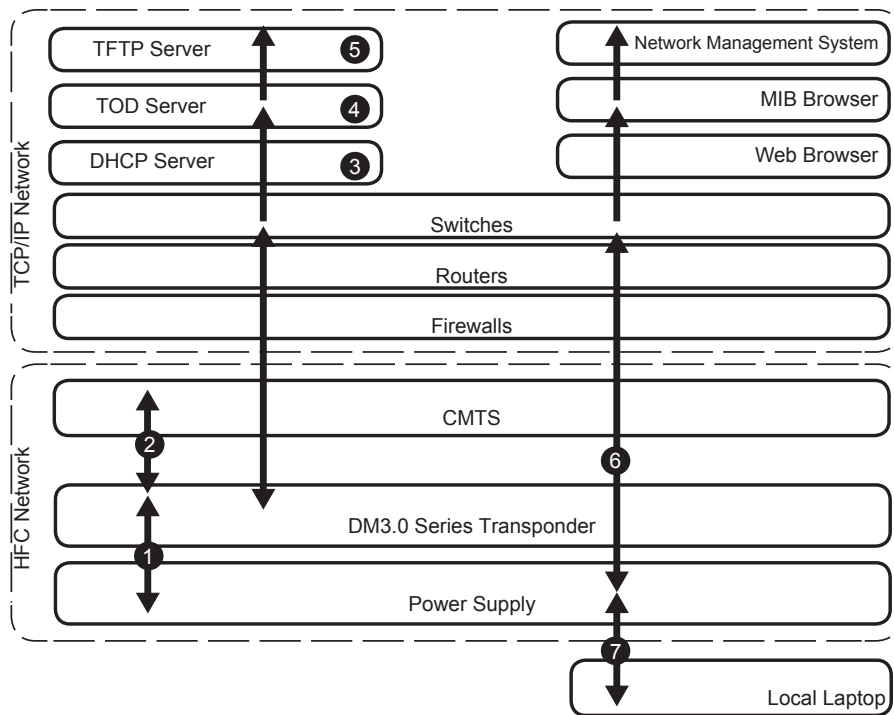 TFTP Server 5
Network Management System
TOD Server 4
MIB Browser
DHCP Server 3
Web Browser
TCP/IP Network
Switches
Routers
Firewalls
HFC Network
CMTS
2
6
DM3.0 Series Transponder
1
Power Supply
7
Local Laptop